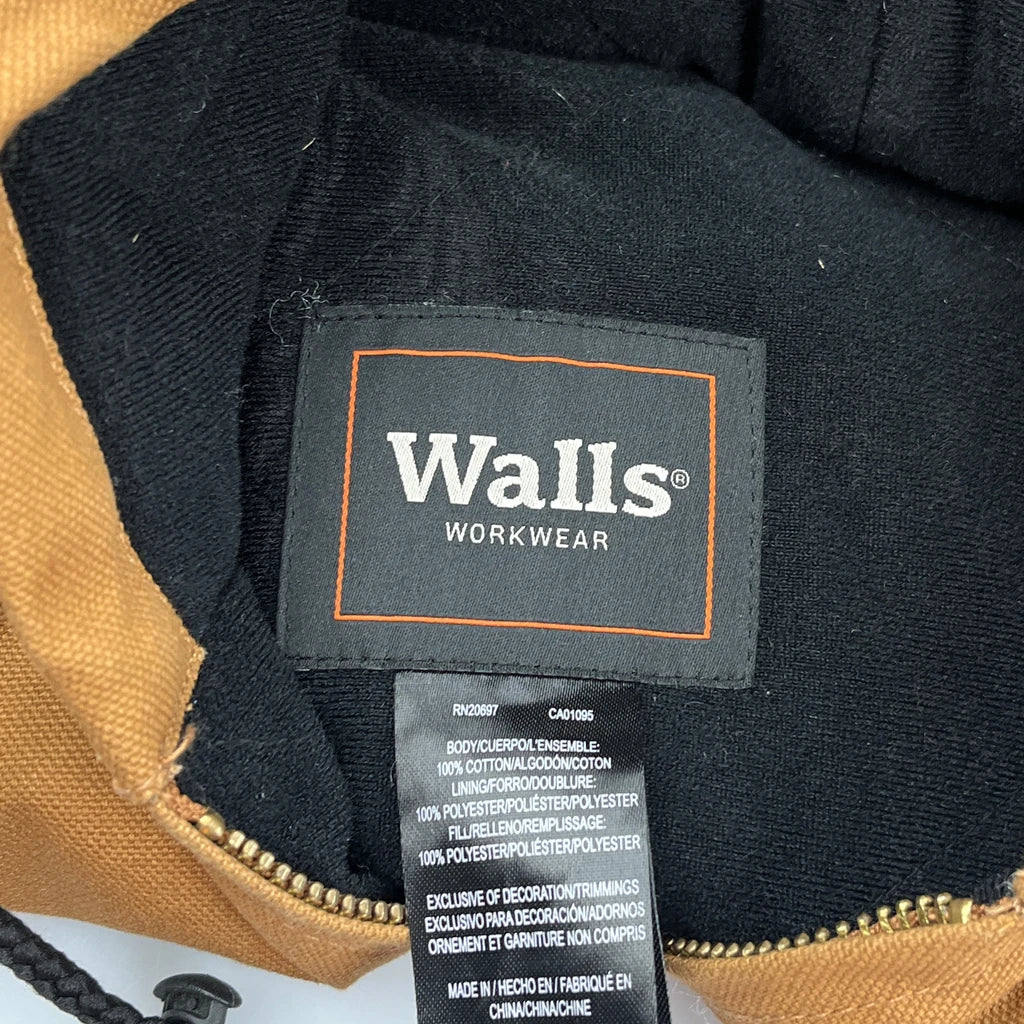 Walls®
WORKWEAR
RN20697 CA01095
BODY/CUERPO/L'ENSEMBLE:
100% COTTON/ALGODÓN/COTON
LINING/FORRO/DOUBLURE:
100% POLYESTER/POLIÉSTER/POLYESTER
FILL/RELLENO/REMPLISSAGE:
100% POLYESTER/POLIÉSTER/POLYESTER
EXCLUSIVE OF DECORATION/TRIMMINGS
EXCLUSIVO PARA DECORACIÓN/ADORNOS
ORNEMENT ET GARNITURE NON COMPRIS
MADE IN / HECHO EN / FABRIQUÉ EN
CHINA/CHINA/CHINE